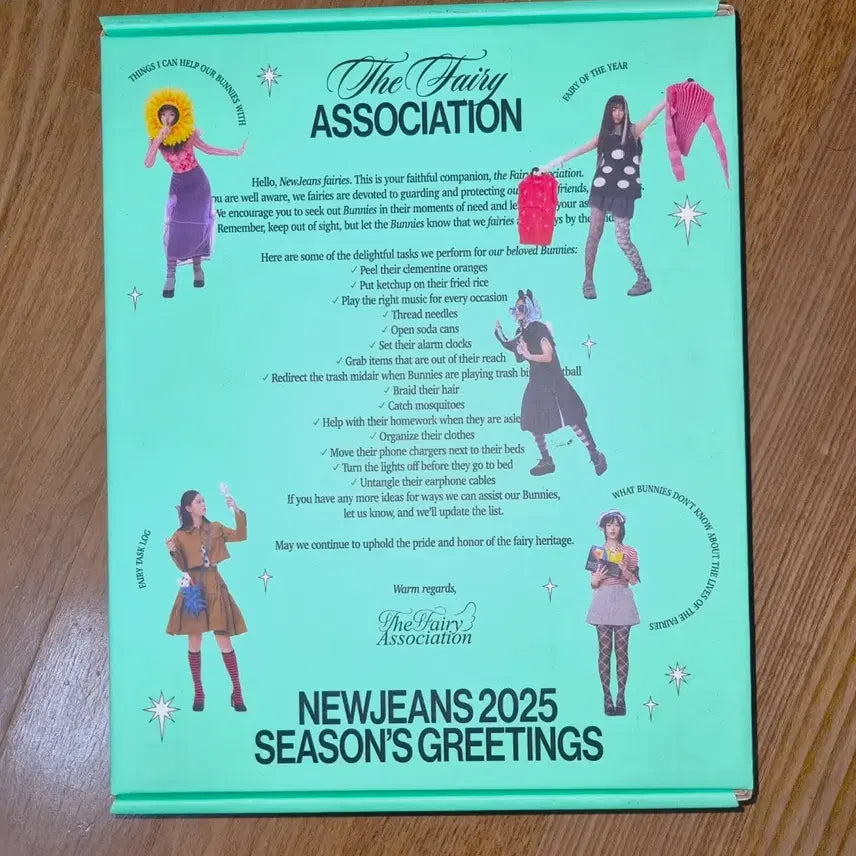 THINGS I CAN HELP OUR BUNNIES WITH
The Fairy
ASSOCIATION
FAIRY OF THE YEAR
Hello, NewJeans fairies. This is your faithful companion, the Fairy
u are well aware, we fairies are devoted to guarding and protecting friends,
We encourage you to seek out Bunnies in their moments of need and your
Remember, keep out of sight, but let the Bunnies know that we fairies by the
Here are some of the delightful tasks we perform for our beloved Bunnies:
✓ Peel their clementine oranges
✓ Put ketchup on their fried rice
✓ Play the right music for every occasion
✓ Thread needles
✓ Open soda cans
✓ Set their alarm clocks
✓ Grab items that are out of their reach
✓ Redirect the trash midair when Bunnies are playing trash
✓ Braid their hair
✓ Catch mosquitoes
✓ Help with their homework when they are
✓ Organize their clothes
✓ Move their phone chargers next to their beds
✓ Turn the lights off before they go to bed
✓ Untangle their earphone cables
If you have any more ideas for ways we can assist our Bunnies,
let us know, and we'll update the list.
FAIRY TASK LOG
WHAT BUNNIES DON'T KNOW ABOUT THE LIVES OF THE FAIRIES
May we continue to uphold the pride and honor of the fairy heritage.
Warm regards,
The Fairy
Association
NEWJEANS 2025
SEASON'S GREETINGS